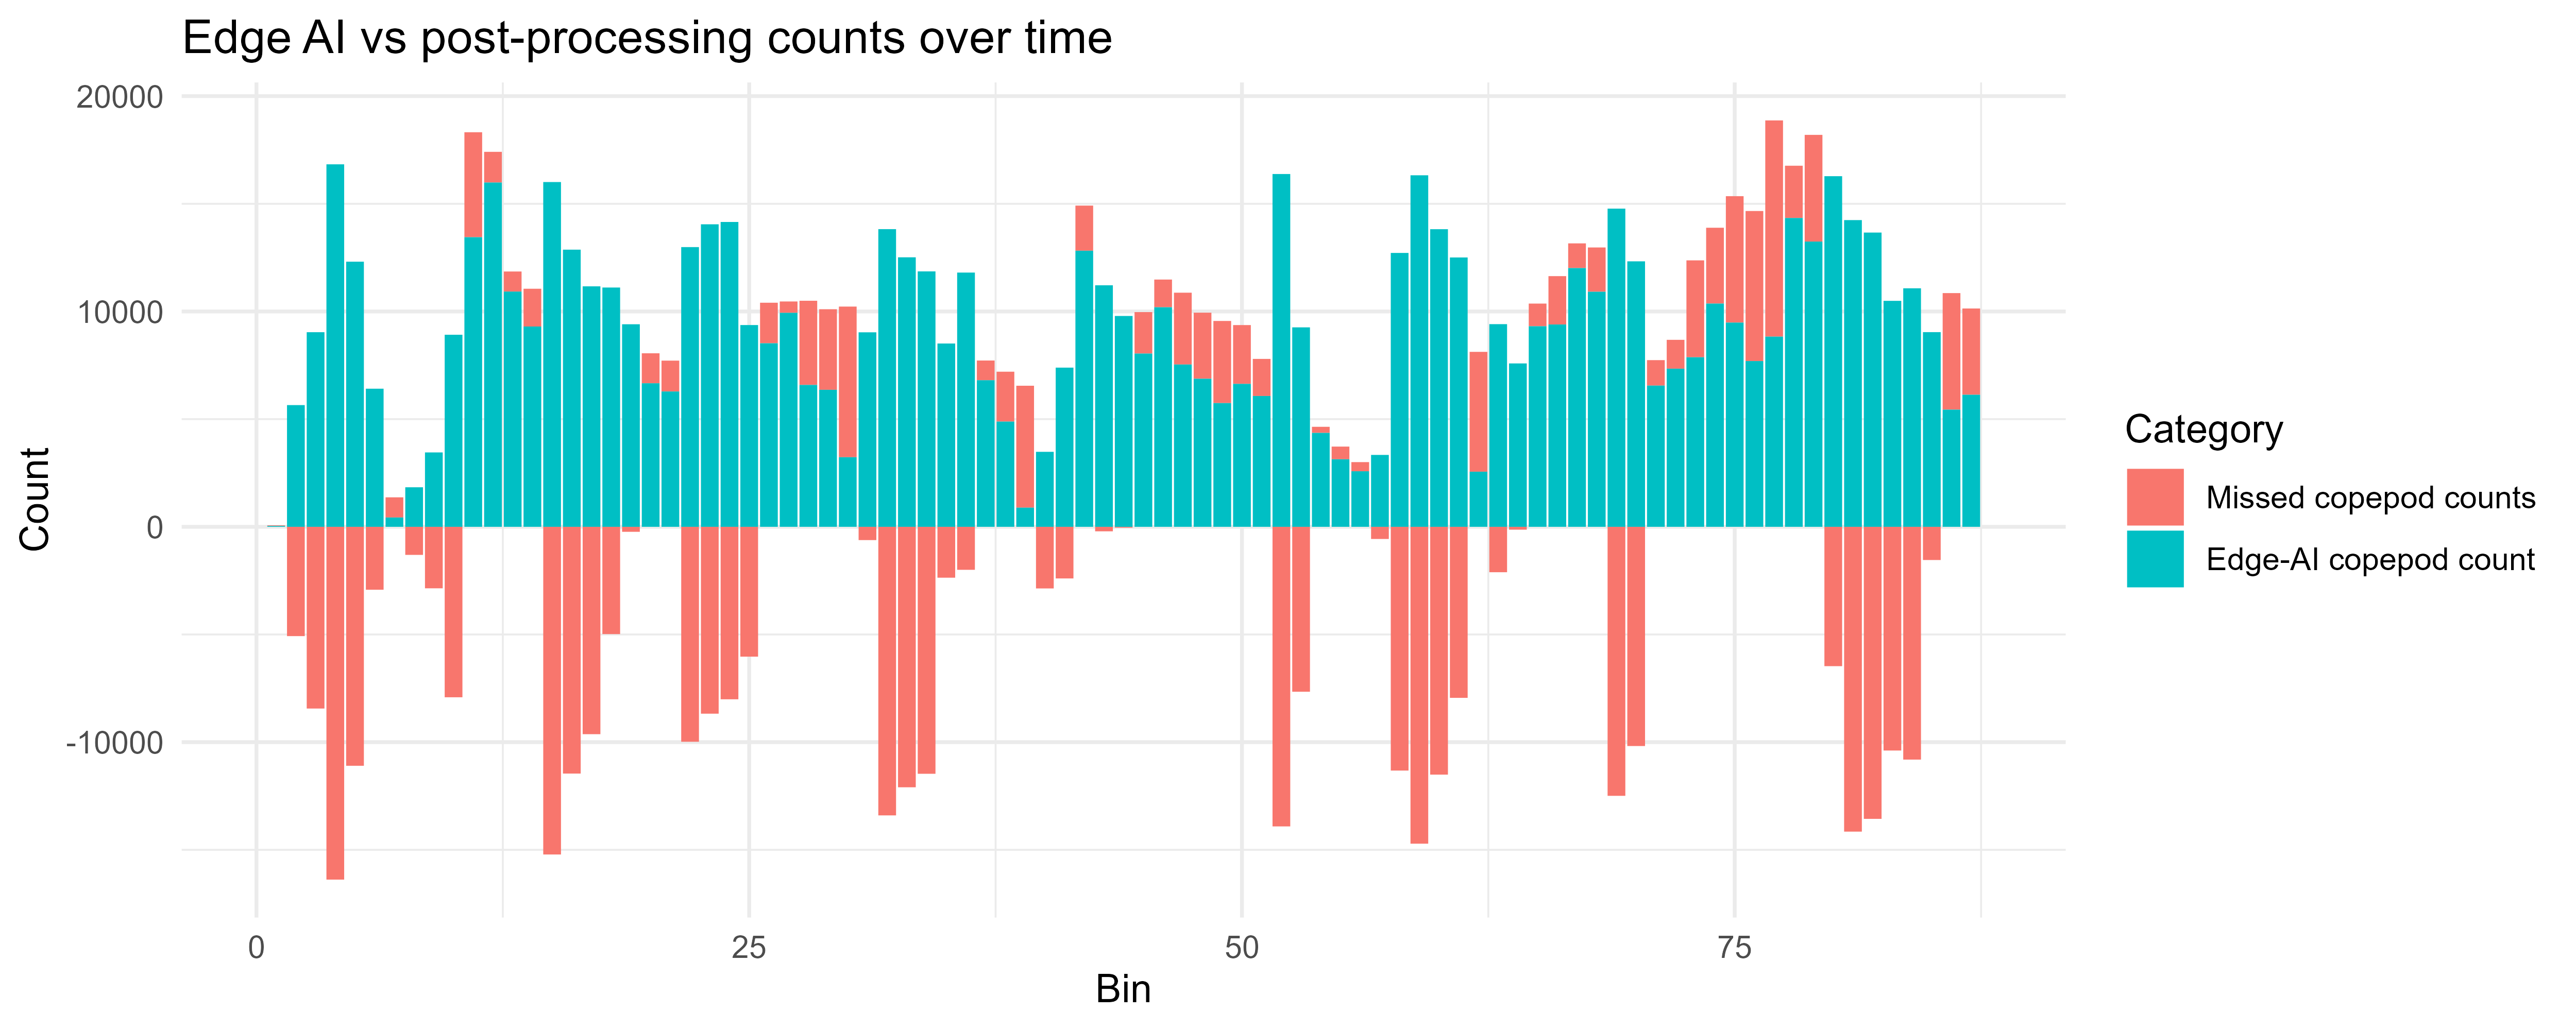 Edge AI vs post-processing counts over time
20000
10000
0
-10000
Count
0
25
50
75
Bin
Category
Missed copepod counts
Edge-AI copepod count